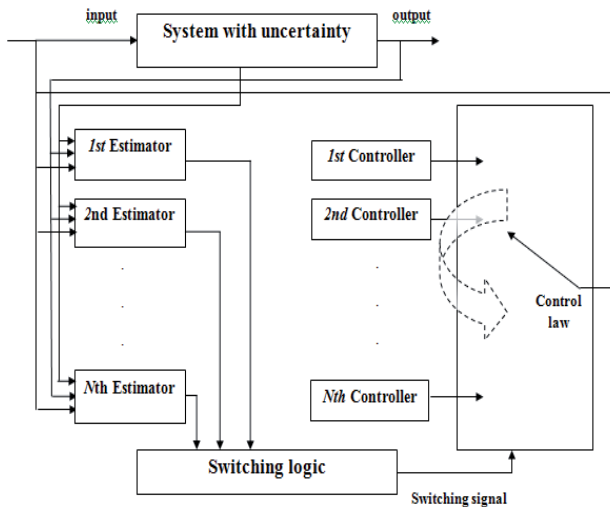 input
output
System with uncertainty
1st Estimator
1st Controller
2nd Estimator
2nd Controller
Control
law
Nth Estimator
Nth Controller
Switching logic
Switching signal